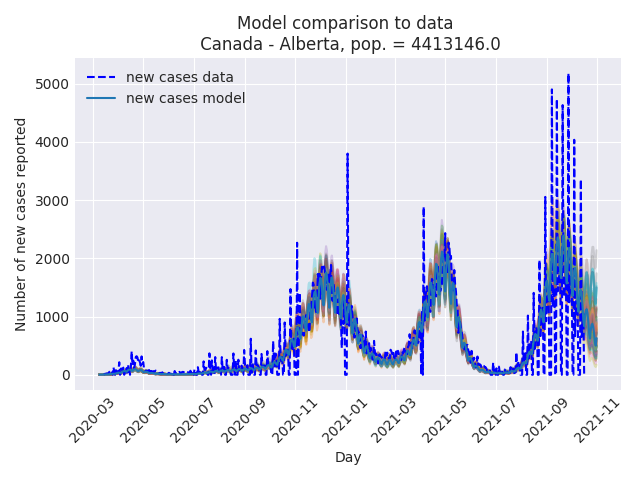 Model comparison to data
Canada - Alberta, pop. = 4413146.0
new cases data
new cases model
Number of new cases reported
5000
4000
3000
2000
1000
0
2020-03
2020-05
2020-07
2020-09
2020-11
2021-01
2021-03
2021-05
2021-07
2021-09
2021-11
Day